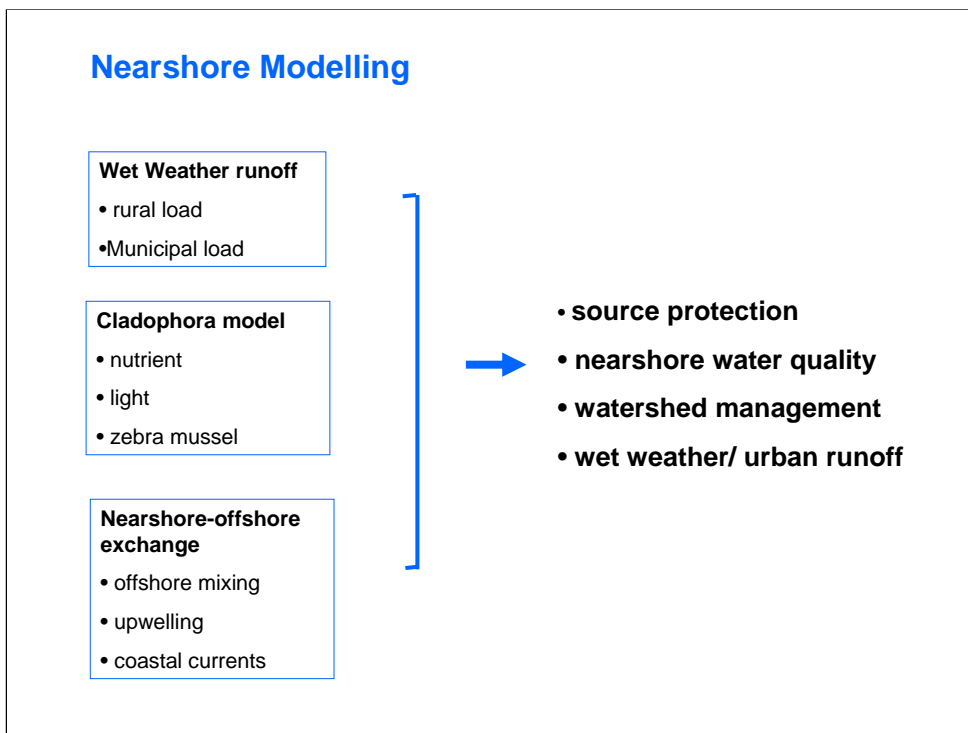 Nearshore Modelling
Wet Weather runoff
• rural load
•Municipal load
Cladophora model
• nutrient
• light
• zebra mussel
Nearshore-offshore
exchange
• offshore mixing
• upwelling
• coastal currents
• source protection
• nearshore water quality
• watershed management
• wet weather/ urban runoff